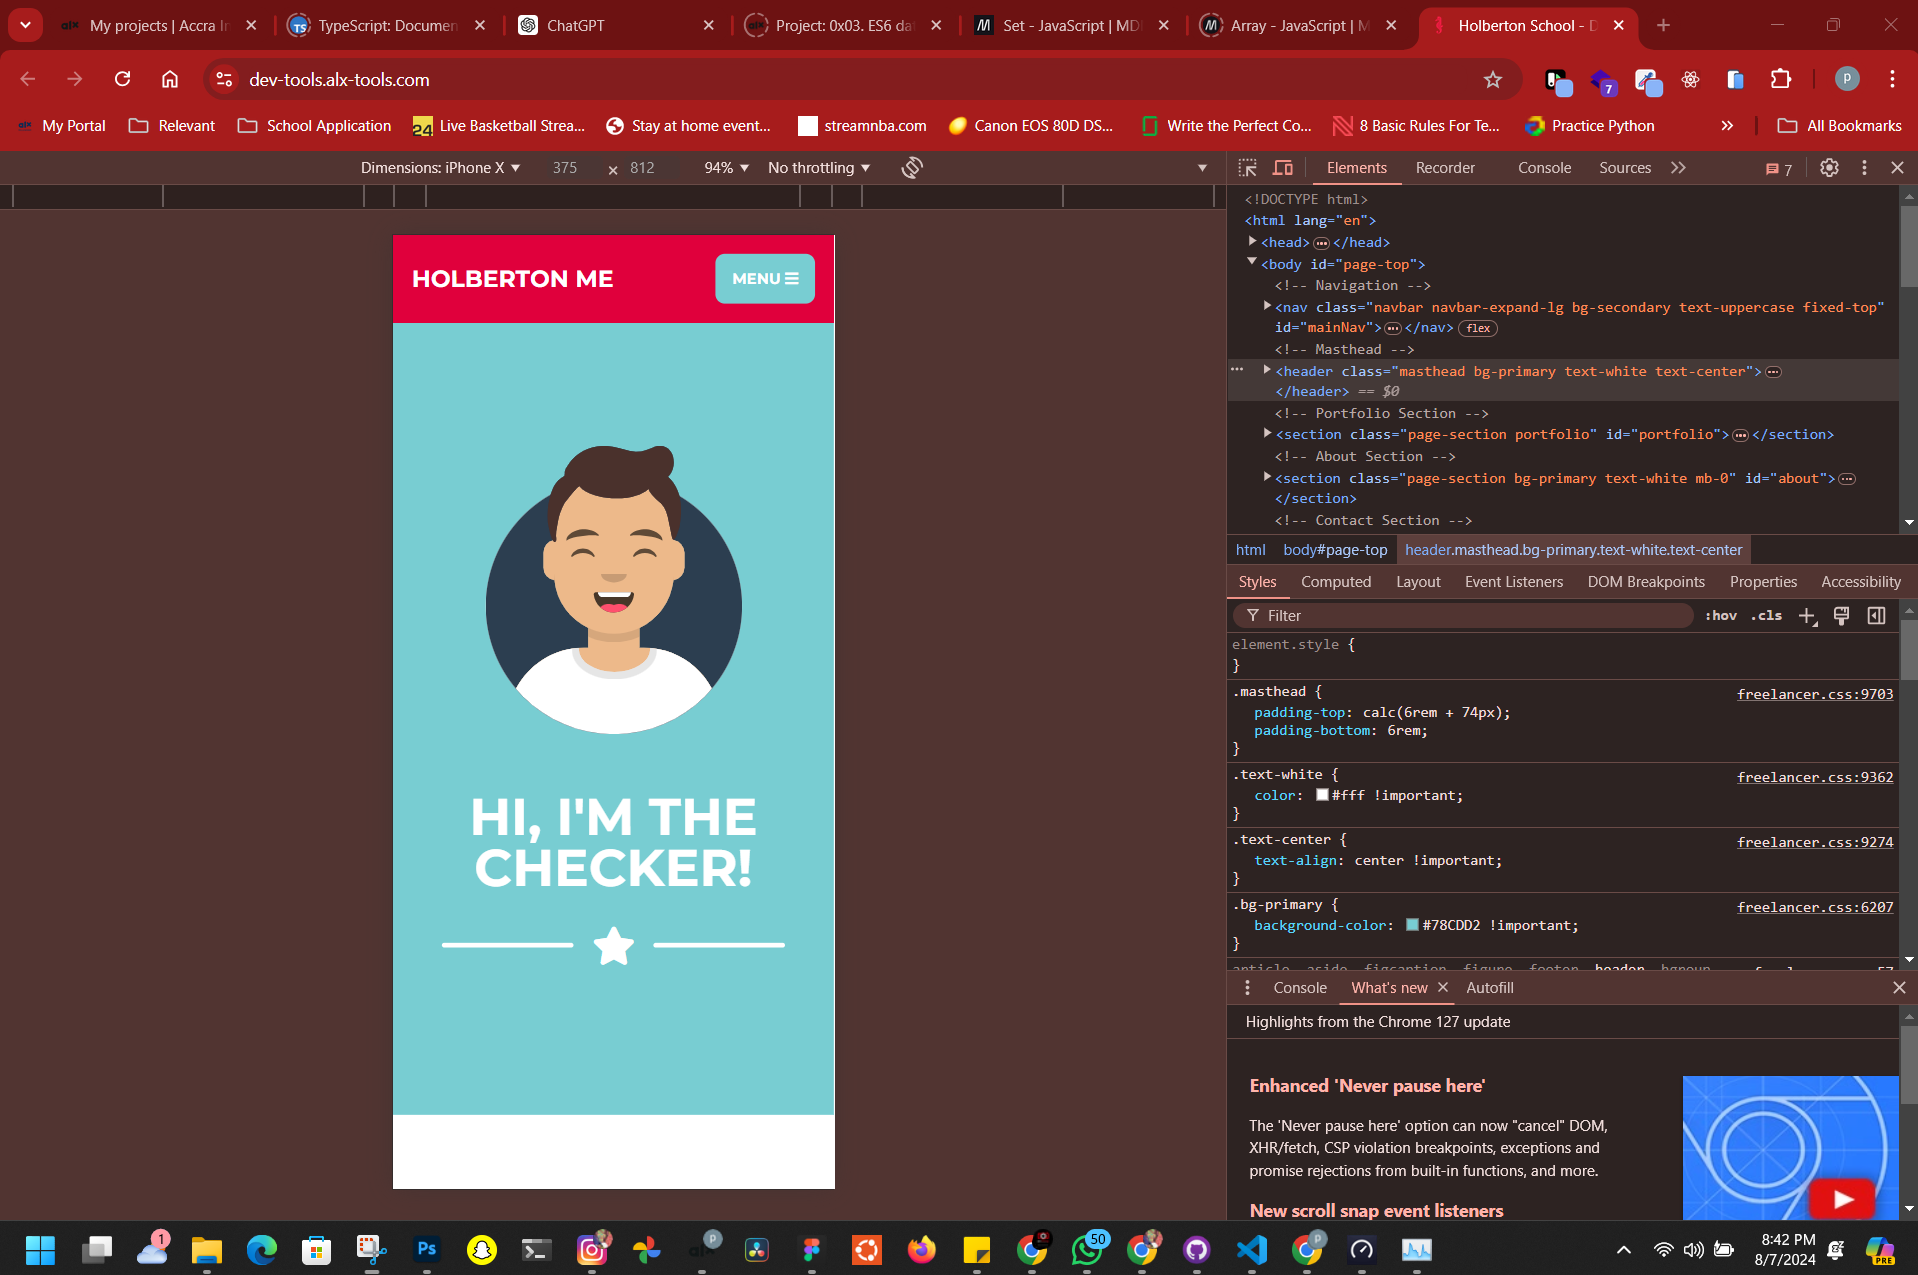 My projects | Accra In
TypeScript: Documen
ChatGPT
Project: 0x03. ES6 dat
Set - JavaScript | MD
Array - JavaScript | M
Holberton School - D
dev-tools.alx-tools.com
7
P
My Portal
Relevant
School Application
Live Basketball Strea...
Stay at home event...
streamnba.com
Canon EOS 80D DS...
Write the Perfect Co...
8 Basic Rules For Te...
Practice Python
All Bookmarks
Dimensions: iPhone X
375
×
812
94%
No throttling
Elements
Recorder
Console
Sources
7
HOLBERTON ME
MENU
HI, I'M THE
CHECKER!
<!DOCTYPE html>
<html lang="en">
<head>…</head>
<body id="page-top">
<!-- Navigation -->
<nav class="navbar navbar-expand-lg bg-secondary text-uppercase fixed-top"
id="mainNav">…</nav> flex
<!-- Masthead -->
<header class="masthead bg-primary text-white text-center">…
</header> == $0
<!-- Portfolio Section -->
<section class="page-section portfolio" id="portfolio">…</section>
<!-- About Section -->
<section class="page-section bg-primary text-white mb-0" id="about">…
</section>
<!-- Contact Section -->
html body#page-top header.masthead.bg-primary.text-white.text-center
Styles
Computed
Layout
Event Listeners
DOM Breakpoints
Properties
Accessibility
Filter
:hov
.cls
element.style {
}
.masthead {
freelancer.css:9703
padding-top: calc(6rem + 74px);
padding-bottom: 6rem;
}
.text-white {
freelancer.css:9362
color: #fff !important;
}
.text-center {
freelancer.css:9274
text-align: center !important;
}
.bg-primary {
freelancer.css:6207
background-color: #78CDD2 !important;
}
Console
What's new
Autofill
Highlights from the Chrome 127 update
Enhanced 'Never pause here'
The 'Never pause here' option can now "cancel" DOM,
XHR/fetch, CSP violation breakpoints, exceptions and
promise rejections from built-in functions, and more.
New scroll snap event listeners
1
Ps
50
P
8:42 PM
8/7/2024
PRE